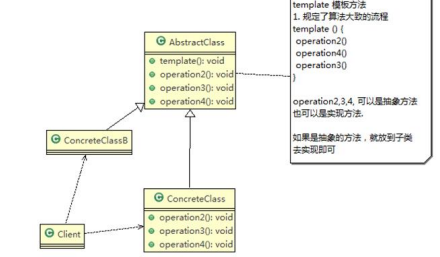 AbstractClass
template(): void
operation2(): void
operation3(): void
operation4(): void
template 模板方法
1. 规定了算法大致的流程
template () {
operation2()
operation4()
operation3()
}
operation2,3,4, 可以是抽象方法
也可以是实现方法.
如果是抽象的方法，就放到子类
去实现即可
ConcreteClassB
ConcreteClass
operation2(): void
operation3(): void
operation4(): void
Client